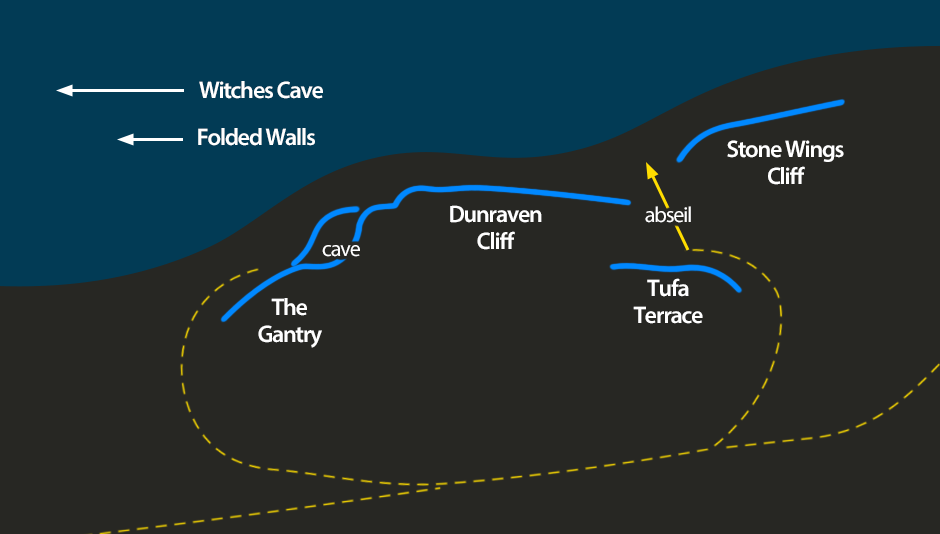 Witches Cave
Folded Walls
Stone Wings
Cliff
Dunraven
Cliff
abseil
cave
Tufa
Terrace
The
Gantry